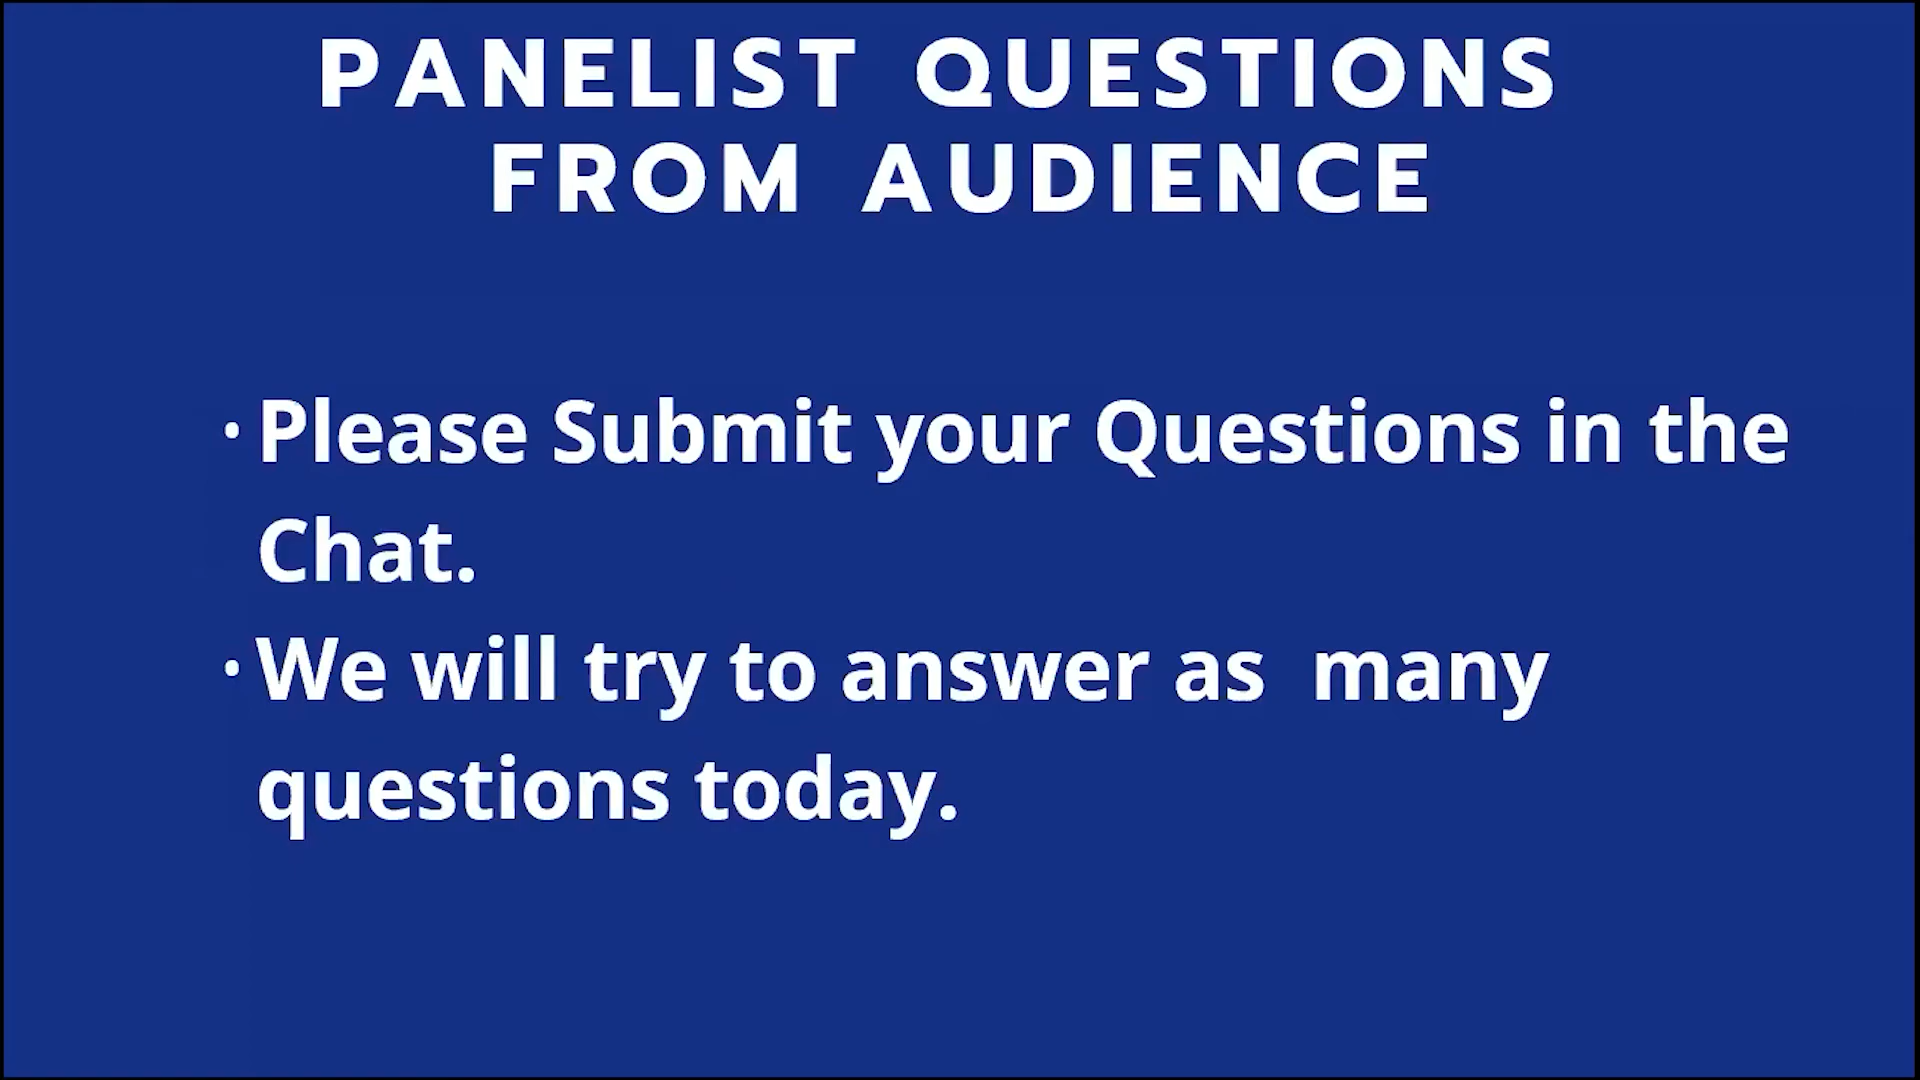 PANELIST QUESTIONS
FROM AUDIENCE
· Please Submit your Questions in the
Chat.
· We will try to answer as  many
questions today.